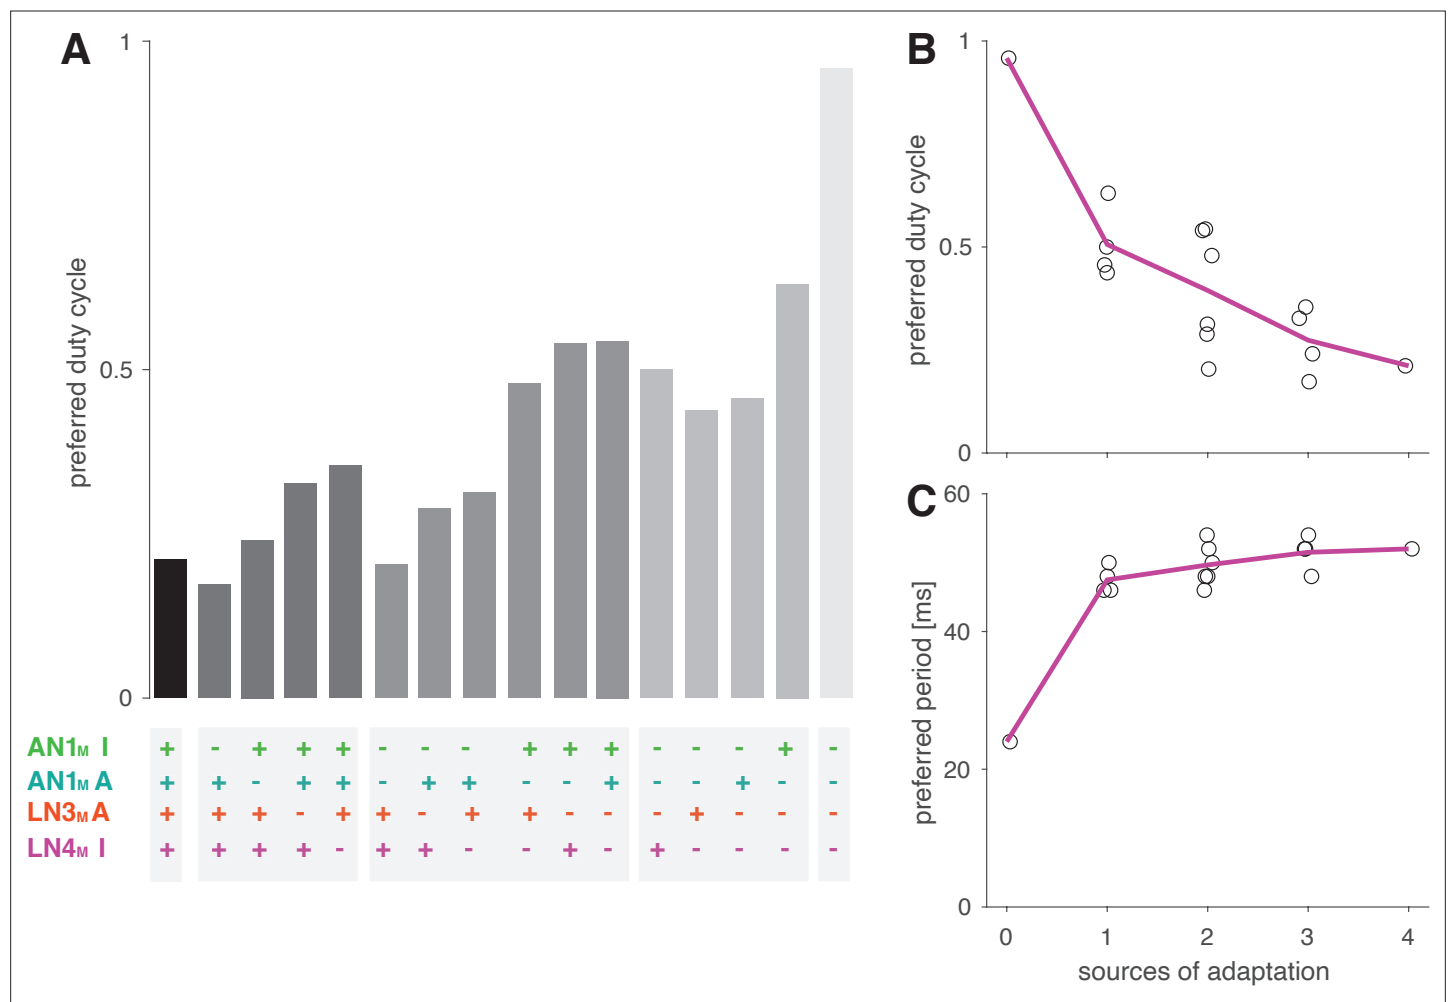 A
1
preferred duty cycle
0.5
0
AN1M I + - + + + - - - + + + - - - + -
AN1M A + + - + + - + + - - + - - + - -
LN3M A + + + - + + - + + - - - + - - -
LN4M I + + + + - + + - - + - + - - - -
B
1
preferred duty cycle
0.5
0
C
60
preferred period [ms]
40
20
0
0 1 2 3 4
sources of adaptation